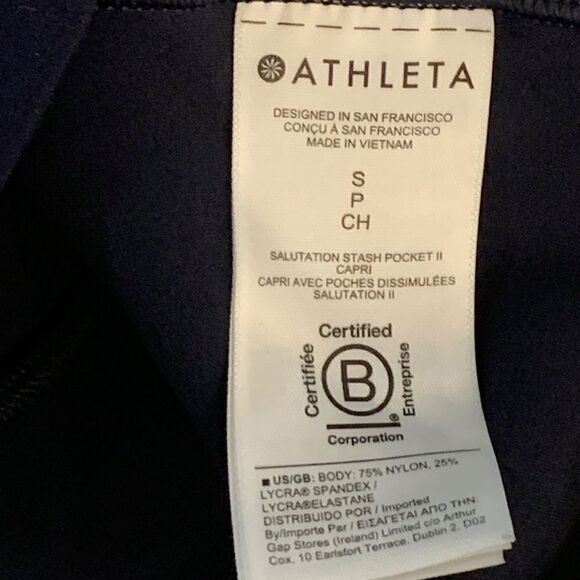 ATHLETA
DESIGNED IN SAN FRANCISCO
CONÇU À SAN FRANCISCO
MADE IN VIETNAM
S
P
CH
SALUTATION STASH POCKET II
CAPRI
CAPRI AVEC POCHES DISSIMULÉES
SALUTATION II
Certified
Certifiée
B
Entreprise
®
Corporation
■ US/GB: BODY: 75% NYLON, 25%
LYCRA® SPANDEX /
LYCRA®ELASTANE
DISTRIBUIDO POR / Imported
By/Importe Par / ΕΙΣΑΓΕΤΑΙ ΑΠΟ ΤΗΝ:
Gap Stores (Ireland) Limited c/o Arthur
Cox, 10 Earlsfort Terrace, Dublin 2, D02